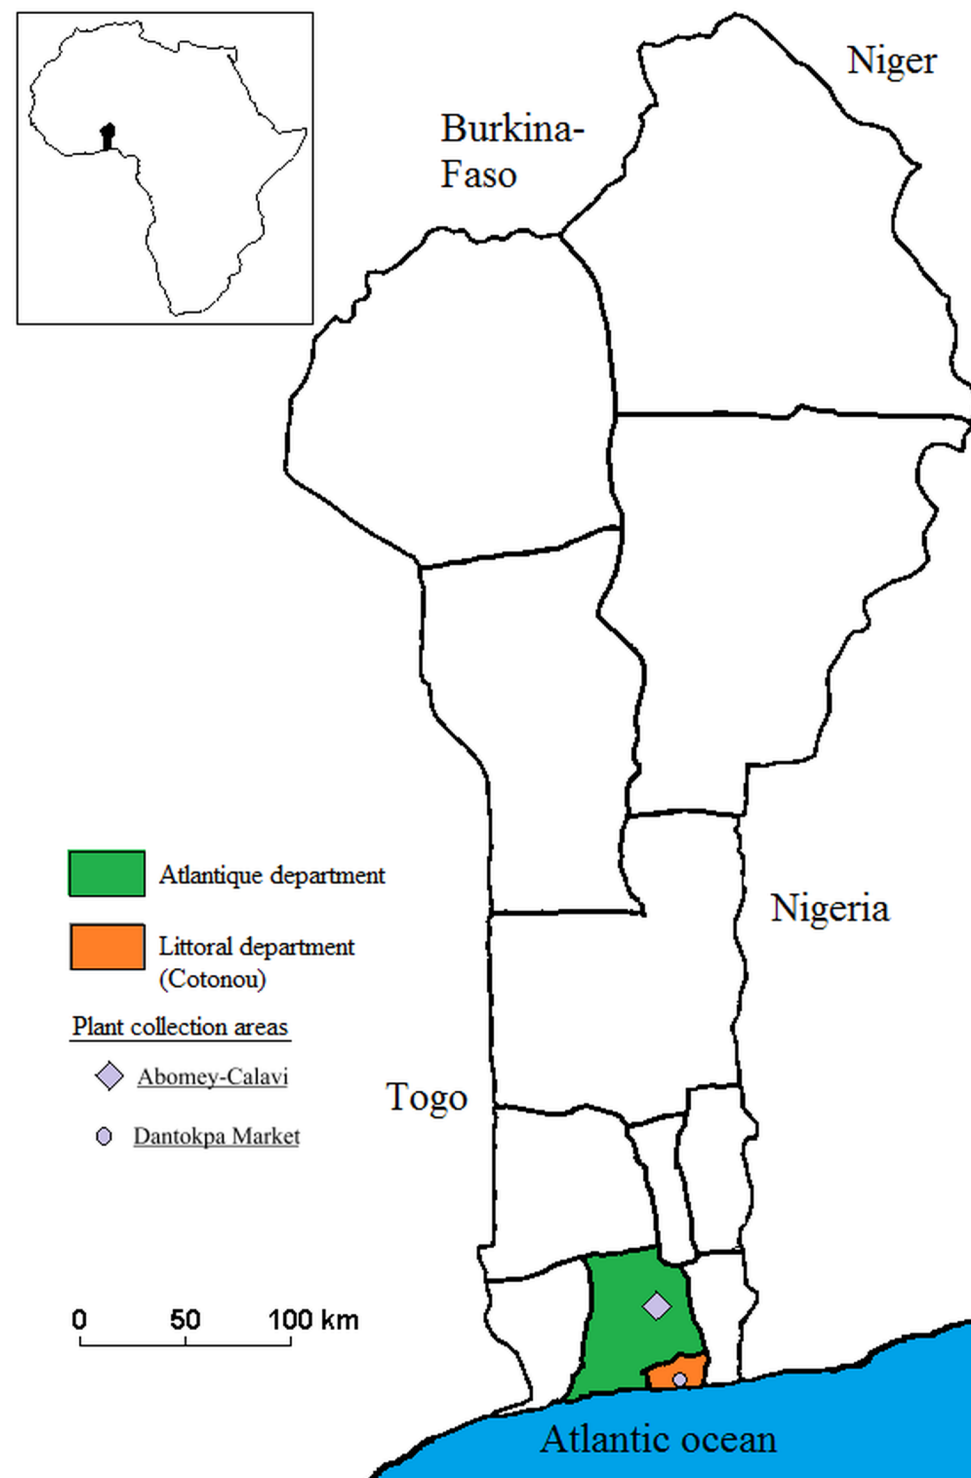 Niger
Burkina-
Faso
Atlantique department
Nigeria
Littoral department
(Cotonou)
Plant collection areas
Abomey-Calavi
Togo
Dantokpa Market
0 50 100 km
Atlantic ocean